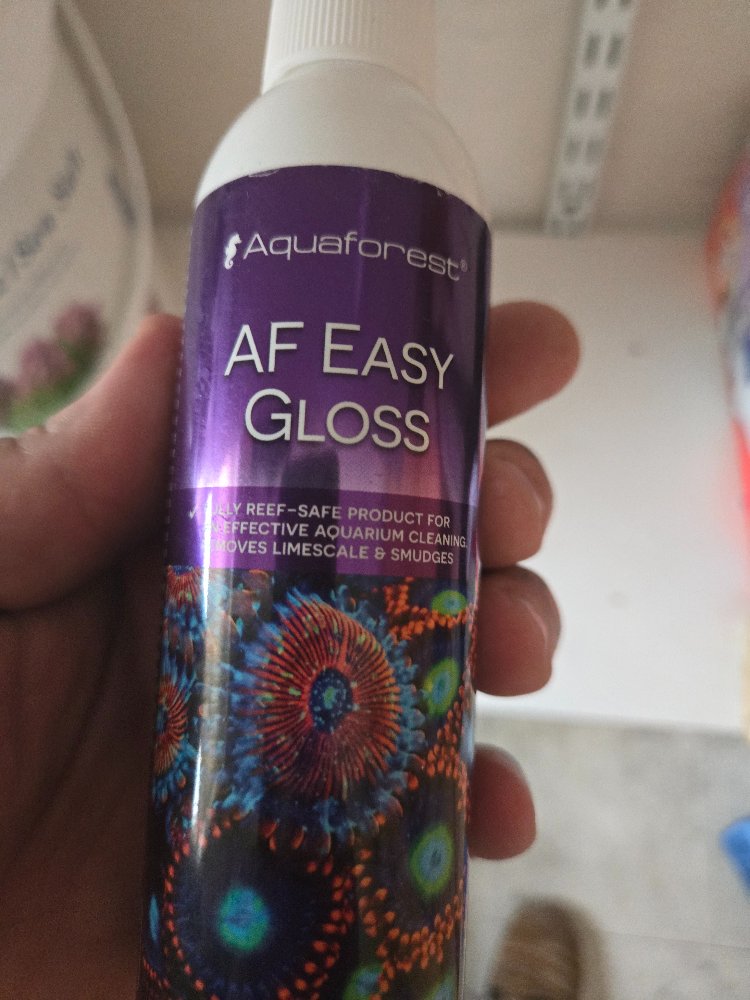 Aquaforest®
AF EASY
GLOSS
REEF-SAFE PRODUCT FOR
EFFECTIVE AQUARIUM CLEANING.
LIMESCALE & SMUDGES